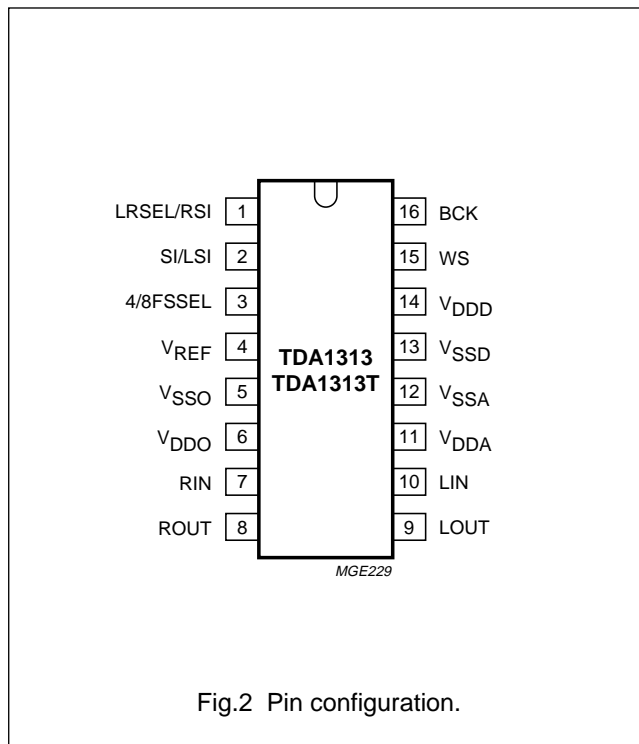 LRSEL/RSI 1
SI/LSI 2
4/8FSSEL 3
VREF 4
VSSO 5
VDDO 6
RIN 7
ROUT 8
TDA1313
TDA1313T
16 BCK
15 WS
14 VDDD
13 VSSD
12 VSSA
11 VDDA
10 LIN
9 LOUT
MGE229
Fig.2 Pin configuration.